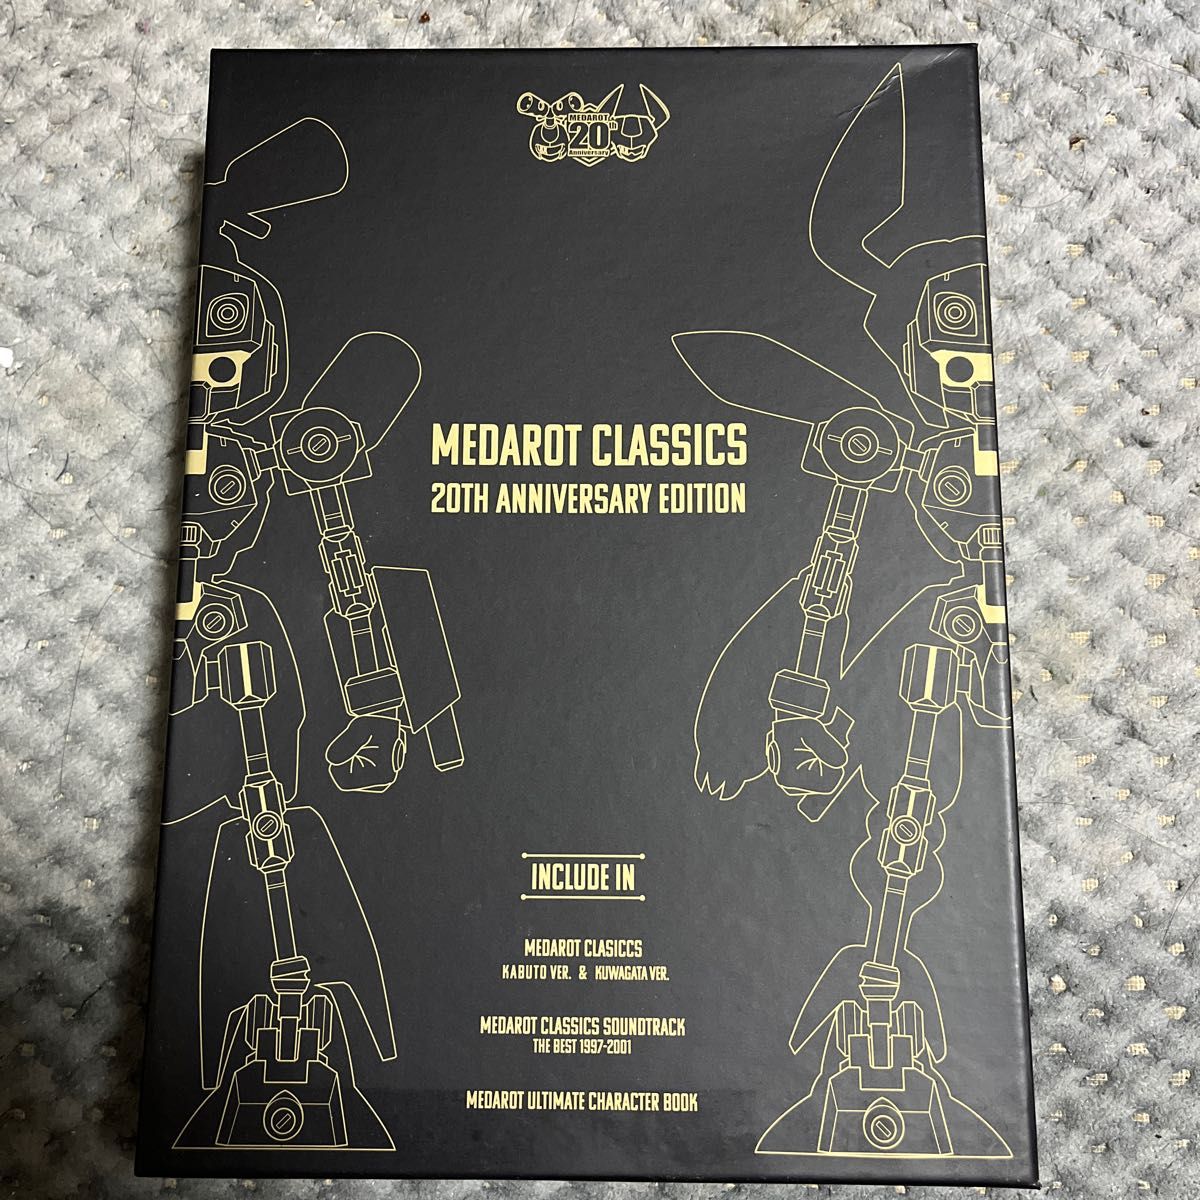 MEDAROT
20th
Anniversary
MEDAROT CLASSICS
20TH ANNIVERSARY EDITION
INCLUDE IN
MEDAROT CLASICCS
KABUTO VER. & KUWAGATA VER.
MEDAROT CLASSICS SOUNDTRACK
THE BEST 1997-2001
MEDAROT ULTIMATE CHARACTER BOOK